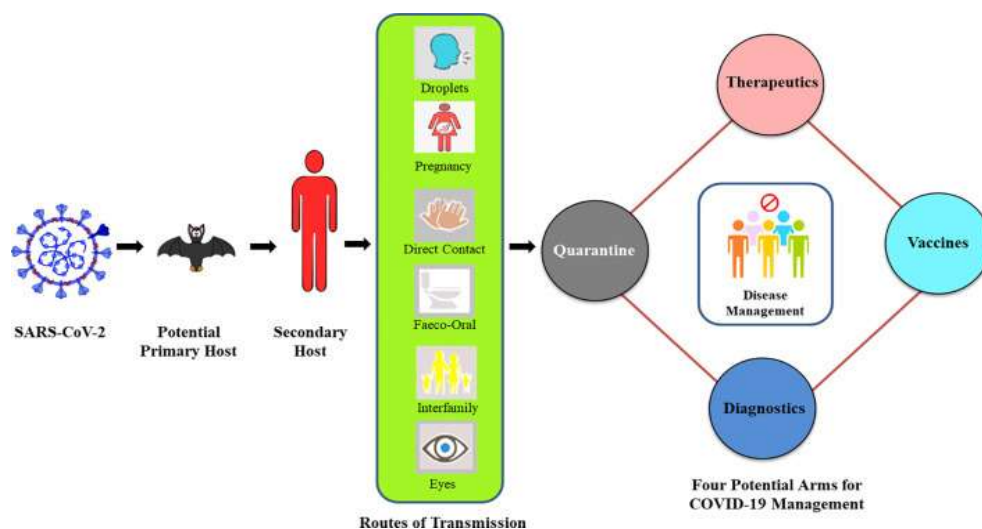 SARS-CoV-2
Potential
Primary Host
Secondary
Host
Droplets
Pregnancy
Direct Contact
Faeco-Oral
Interfamily
Eyes
Routes of Transmission
Therapeutics
Quarantine
Vaccines
Disease
Management
Diagnostics
Four Potential Arms for
COVID-19 Management